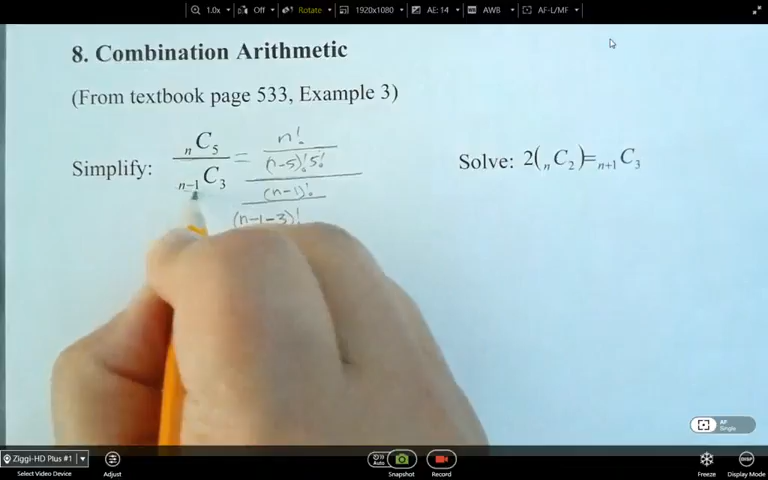 1.0x Off Rotate 1920x1080 AE: 14 AWB AF-L/MF
8. Combination Arithmetic
(From textbook page 533, Example 3)
Simplify: nC5 / n-1C3 = n! / (n-5)!5! / (n-1)! / (n-1-3)!
Solve: 2(nC2)=n+1C3
AF
Single
Ziggi-HD Plus #1
Auto
Select Video Device Adjust Snapshot Record Freeze Display Mode
DISP